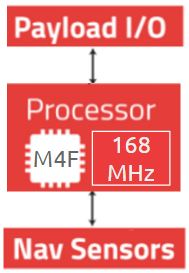 Payload I/O
Processor
M4F
168
MHz
Nav Sensors